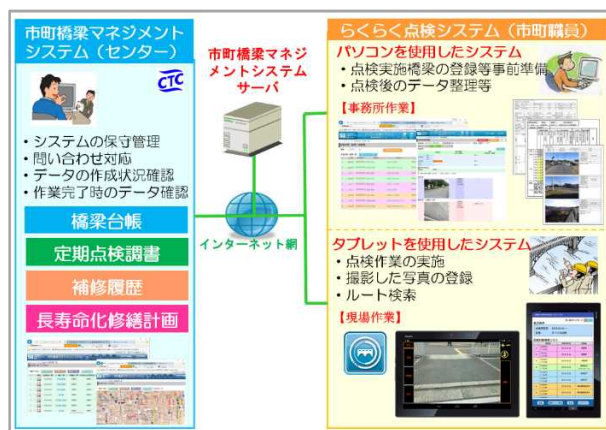 市町橋梁マネジメント
システム(センター)
CTC
・システムの保守管理
・問い合わせ対応
・データの作成状況確認
・作業完了時のデータ確認
橋梁台帳
定期点検調書
補修履歴
長寿命化修繕計画
市町橋梁マネジ
メントシステム
サーバ
インターネット網
らくらく点検システム(市町職員)
パソコンを使用したシステム
・点検実施橋梁の登録等事前準備
・点検後のデータ整理等
【事務所作業】
タブレットを使用したシステム
・点検作業の実施
・撮影した写真の登録
・ルート検索
【現場作業】